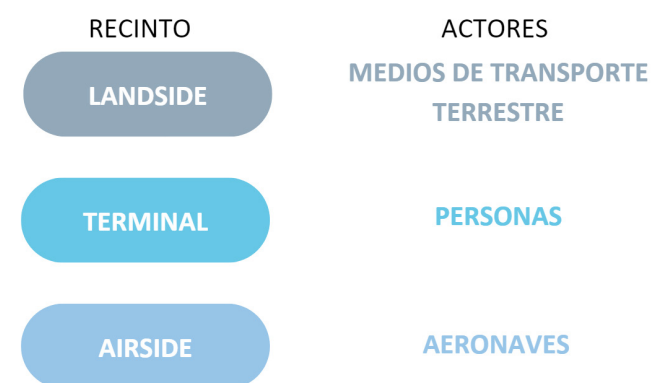 RECINTO ACTORES
LANDSIDE MEDIOS DE TRANSPORTE
TERRESTRE
TERMINAL PERSONAS
AIRSIDE AERONAVES